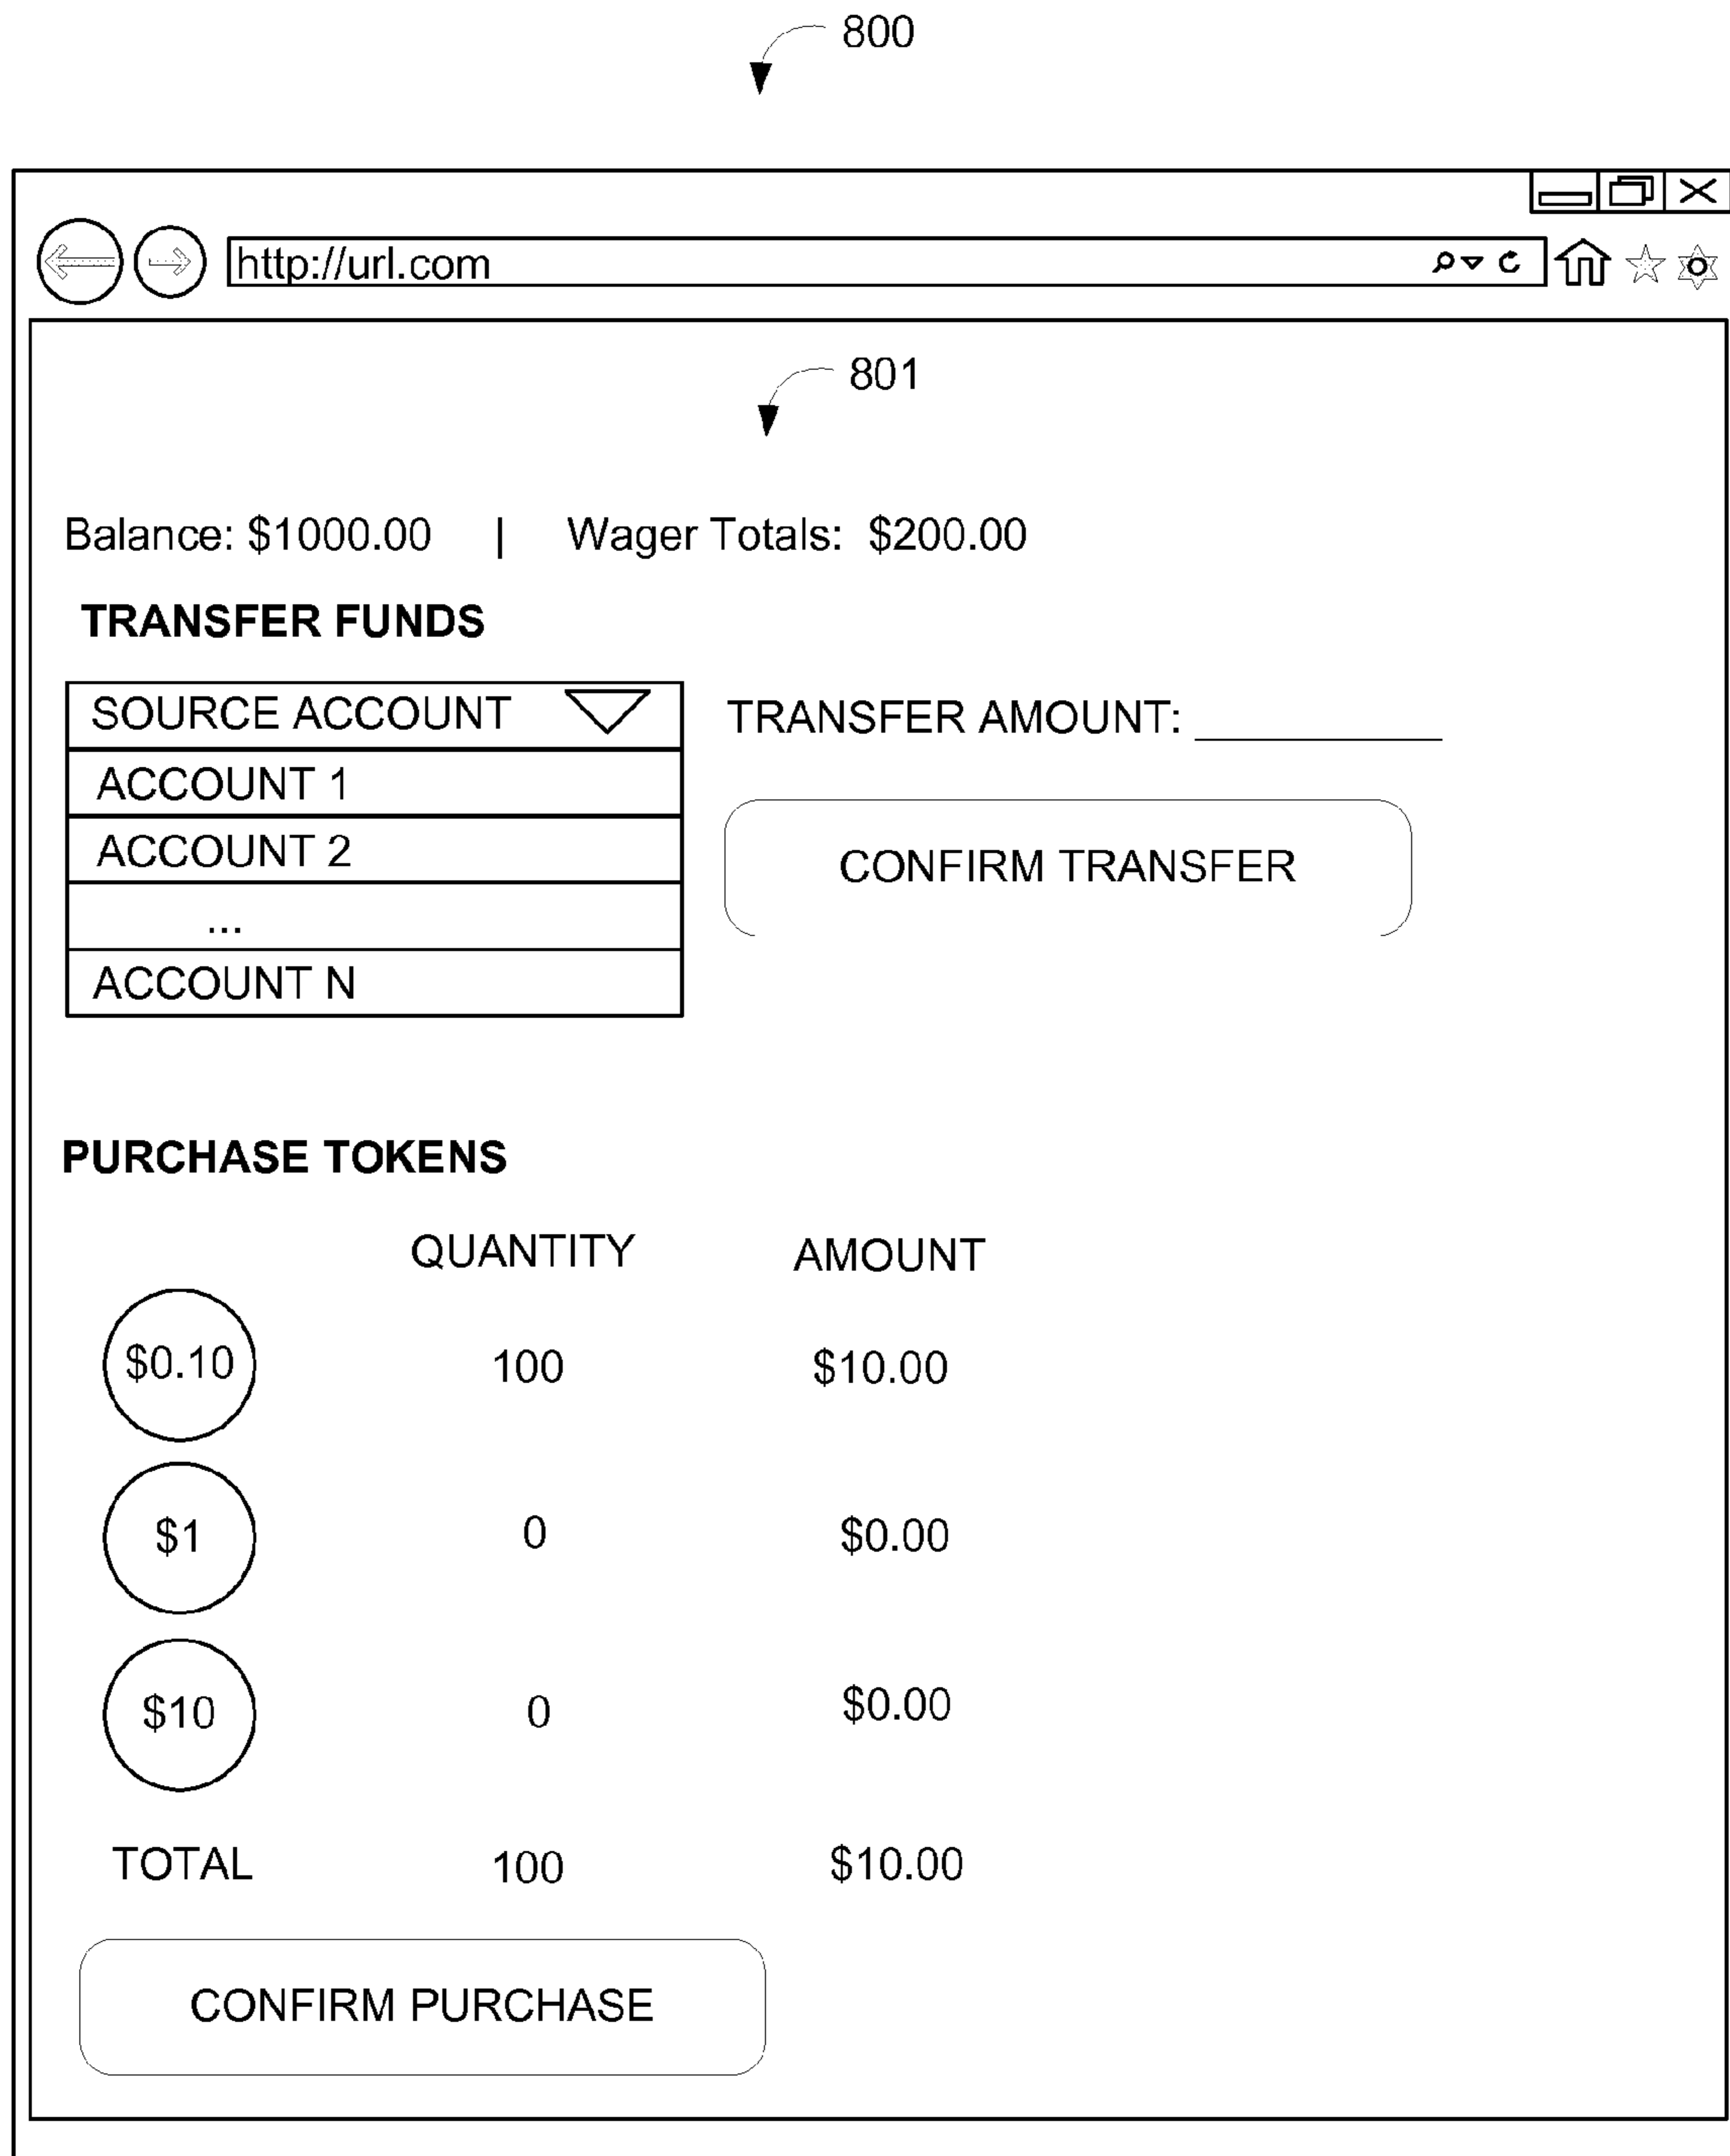 800
http://url.com
801
Balance: $1000.00 | Wager Totals: $200.00
TRANSFER FUNDS
SOURCE ACCOUNT
TRANSFER AMOUNT: ___________
ACCOUNT 1
ACCOUNT 2
CONFIRM TRANSFER
...
ACCOUNT N
PURCHASE TOKENS
QUANTITY AMOUNT
$0.10 100 $10.00
$1 0 $0.00
$10 0 $0.00
TOTAL 100 $10.00
CONFIRM PURCHASE